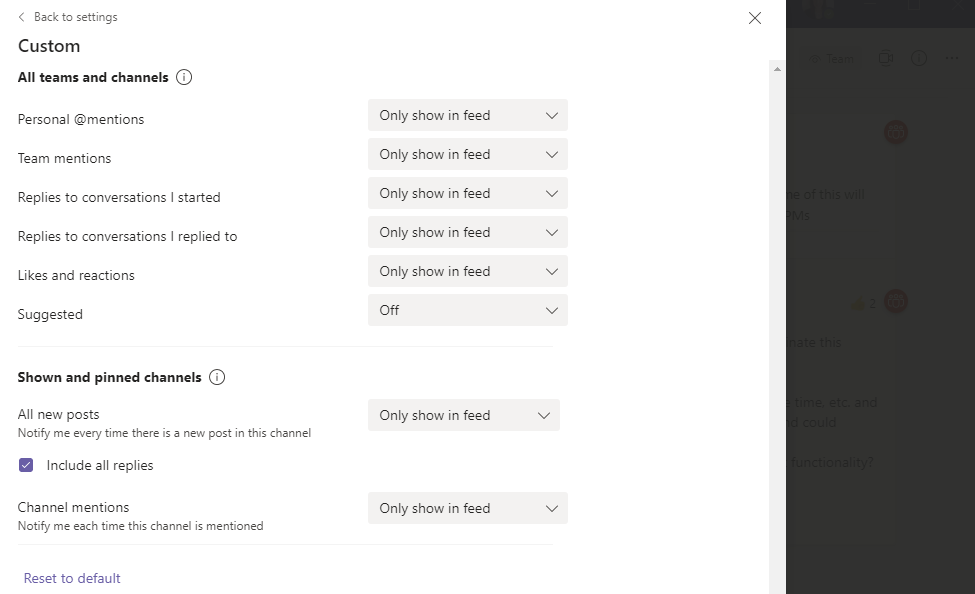 Back to settings
Custom
All teams and channels
Personal @mentions
Only show in feed
Team mentions
Only show in feed
Replies to conversations I started
Only show in feed
Replies to conversations I replied to
Only show in feed
Likes and reactions
Only show in feed
Suggested
Off
Shown and pinned channels
All new posts
Notify me every time there is a new post in this channel
Only show in feed
Include all replies
Channel mentions
Notify me each time this channel is mentioned
Only show in feed
Reset to default
Team
of this will
PMs
2
this
time, etc. and
could
functionality?